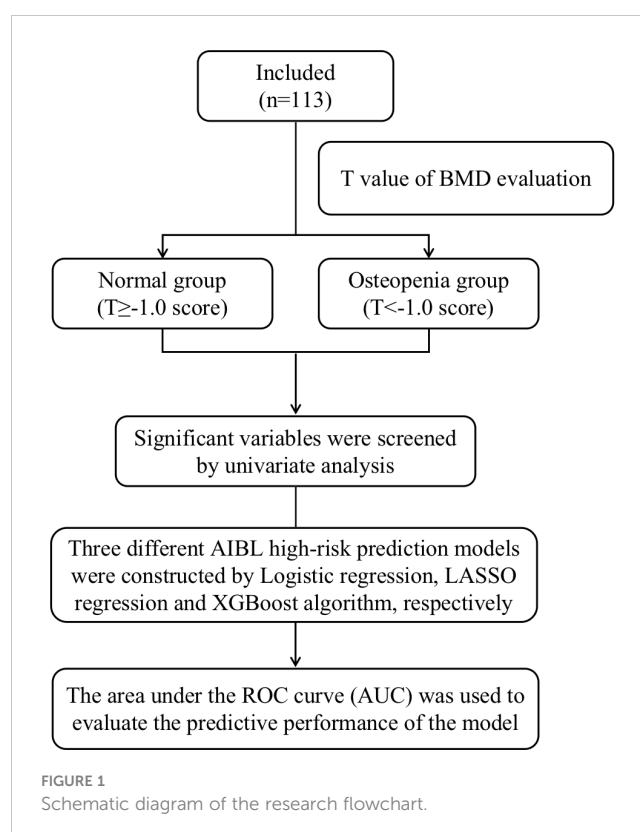 Included
(n=113)
T value of BMD evaluation
Normal group
(T≥-1.0 score)
Osteopenia group
(T<-1.0 score)
Significant variables were screened
by univariate analysis
Three different AIBL high-risk prediction models
were constructed by Logistic regression, LASSO
regression and XGBoost algorithm, respectively
The area under the ROC curve (AUC) was used to
evaluate the predictive performance of the model
FIGURE 1
Schematic diagram of the research flowchart.